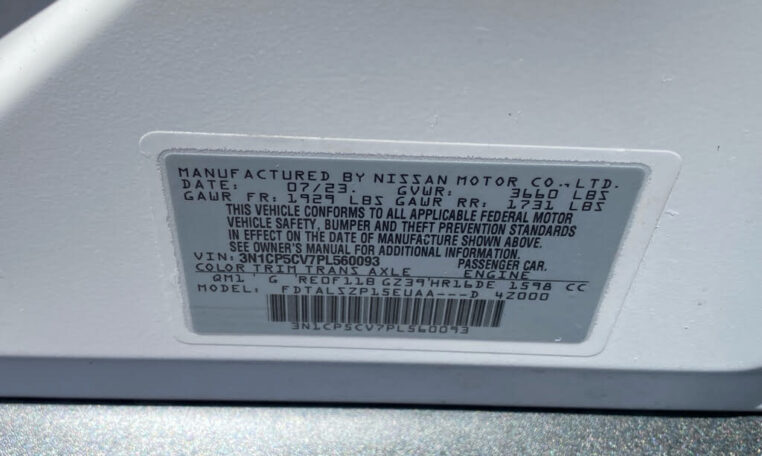 MANUFACTURED BY NISSAN MOTOR CO., LTD.
DATE: 07/23. GVWR: 3660 LBS
GAWR FR: 1929 LBS GAWR RR: 1731 LBS
THIS VEHICLE CONFORMS TO ALL APPLICABLE FEDERAL MOTOR
VEHICLE SAFETY, BUMPER AND THEFT PREVENTION STANDARDS
IN EFFECT ON THE DATE OF MANUFACTURE SHOWN ABOVE.
SEE OWNER'S MANUAL FOR ADDITIONAL INFORMATION.
VIN: 3N1CP5CV7PL560093 PASSENGER CAR.
COLOR TRIM TRANS AXLE ENGINE
QM1 G RE0F11B GZ39 HR16DE 1598 CC
MODEL: FDTALSZP15EUAA---D 4Z000
3N1CP5CV7PL560093